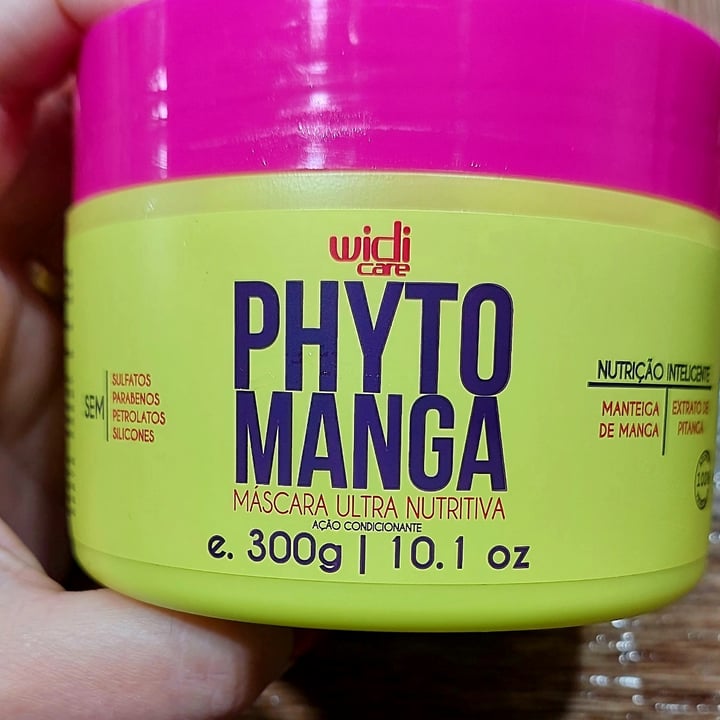 widi
care
PHYTO
MANGA
MÁSCARA ULTRA NUTRITIVA
AÇÃO CONDICIONANTE
e. 300g | 10.1 oz
SEM
SULFATOS
PARABENOS
PETROLATOS
SILICONES
NUTRIÇÃO INTELIGENTE
MANTEIGA
DE MANGA
EXTRATO DE
PITANGA
100%